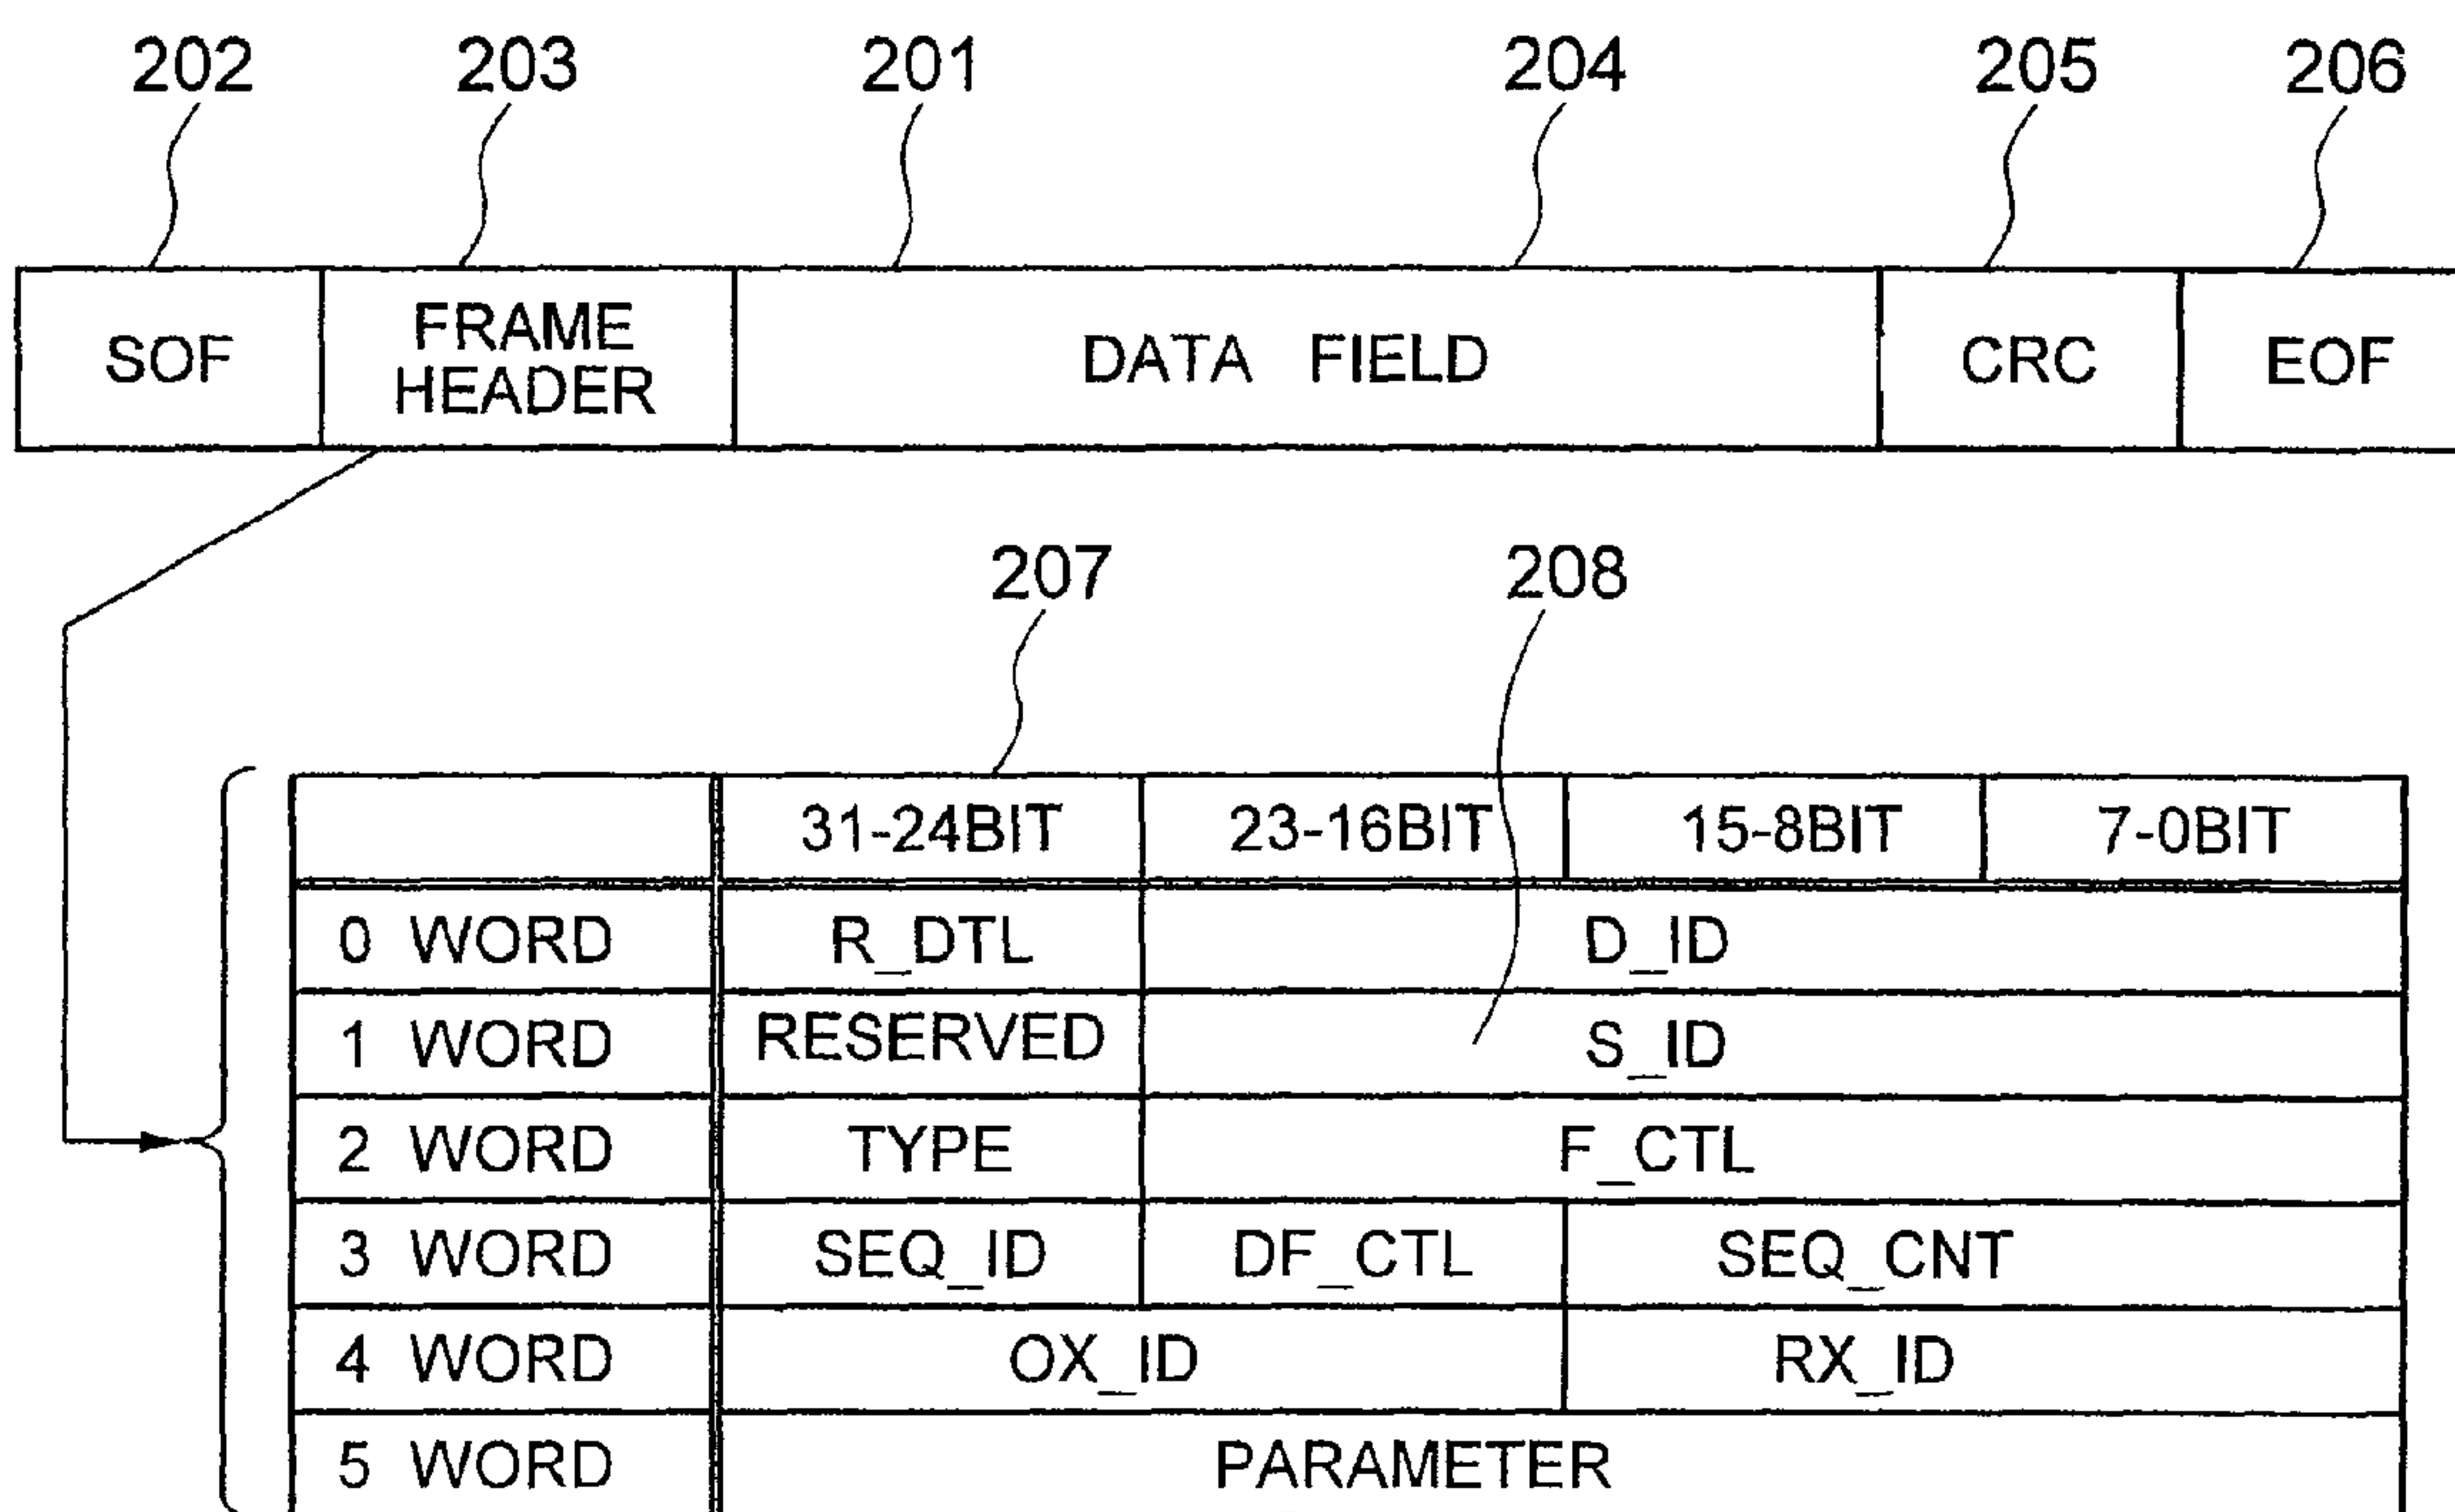 202 203 201 204 205 206
SOF FRAME HEADER DATA FIELD CRC EOF
207 208
31-24BIT 23-16BIT 15-8BIT 7-0BIT
0 WORD R_DTL D_ID
1 WORD RESERVED S_ID
2 WORD TYPE F_CTL
3 WORD SEQ_ID DF_CTL SEQ_CNT
4 WORD OX_ID RX_ID
5 WORD PARAMETER